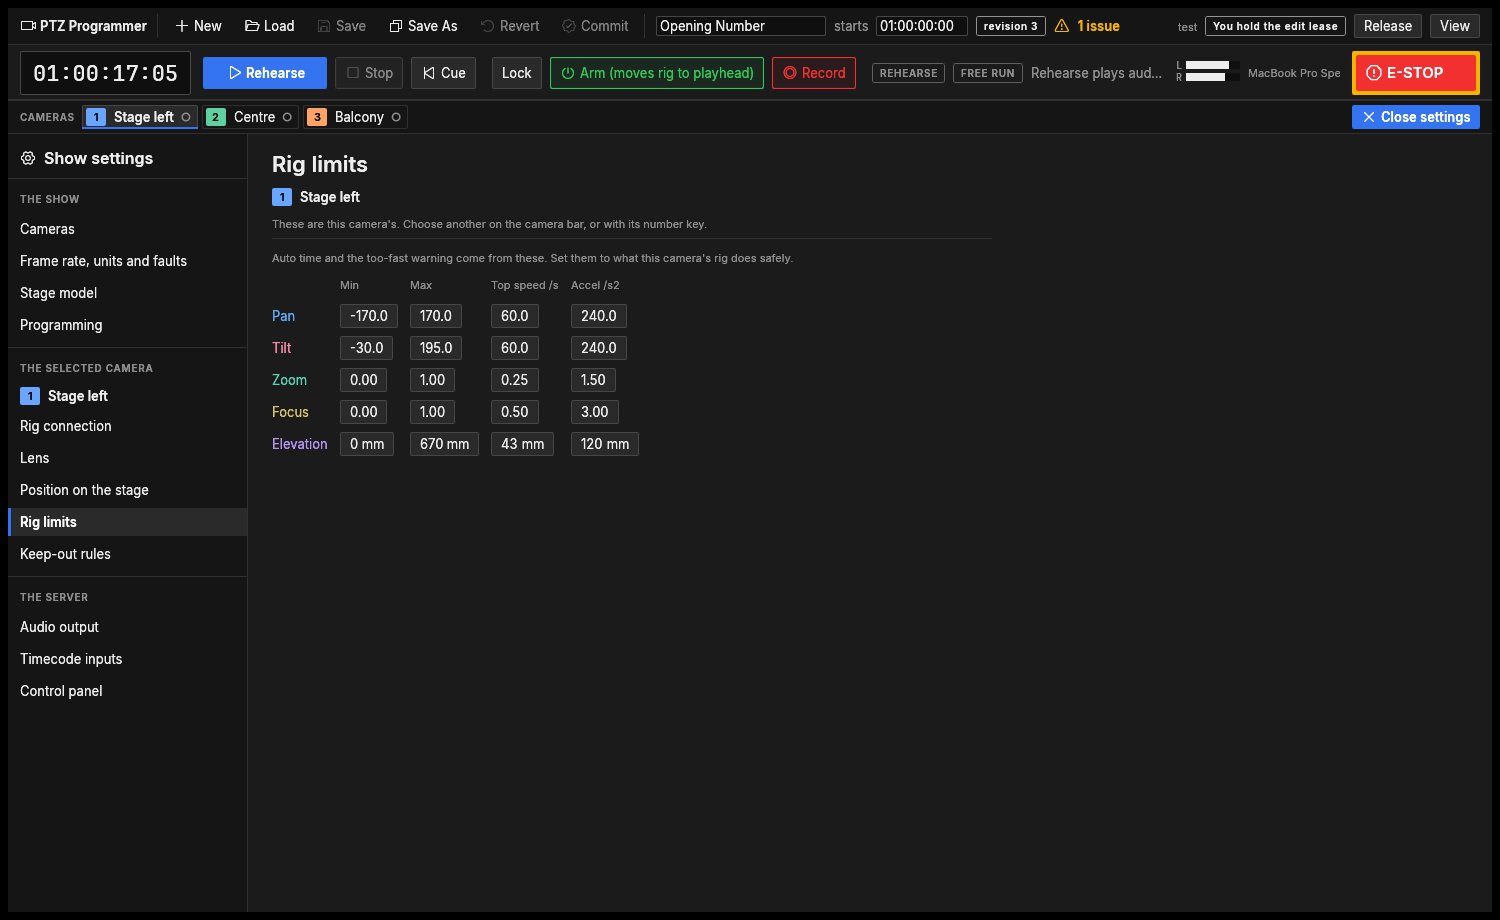 PTZ Programmer New Load Save Save As Revert Commit Opening Number starts 01:00:00:00 revision 3 1 issue test You hold the edit lease Release View
01:00:17:05 Rehearse Stop Cue Lock Arm (moves rig to playhead) Record REHEARSE FREE RUN Rehearse plays aud... L R MacBook Pro Spe E-STOP
CAMERAS 1 Stage left 2 Centre 3 Balcony Close settings
Show settings
THE SHOW
Cameras
Frame rate, units and faults
Stage model
Programming
THE SELECTED CAMERA
1 Stage left
Rig connection
Lens
Position on the stage
Rig limits
Keep-out rules
THE SERVER
Audio output
Timecode inputs
Control panel
Rig limits
1 Stage left
These are this camera's. Choose another on the camera bar, or with its number key.
Auto time and the too-fast warning come from these. Set them to what this camera's rig does safely.
Min Max Top speed /s Accel /s2
Pan -170.0 170.0 60.0 240.0
Tilt -30.0 195.0 60.0 240.0
Zoom 0.00 1.00 0.25 1.50
Focus 0.00 1.00 0.50 3.00
Elevation 0 mm 670 mm 43 mm 120 mm